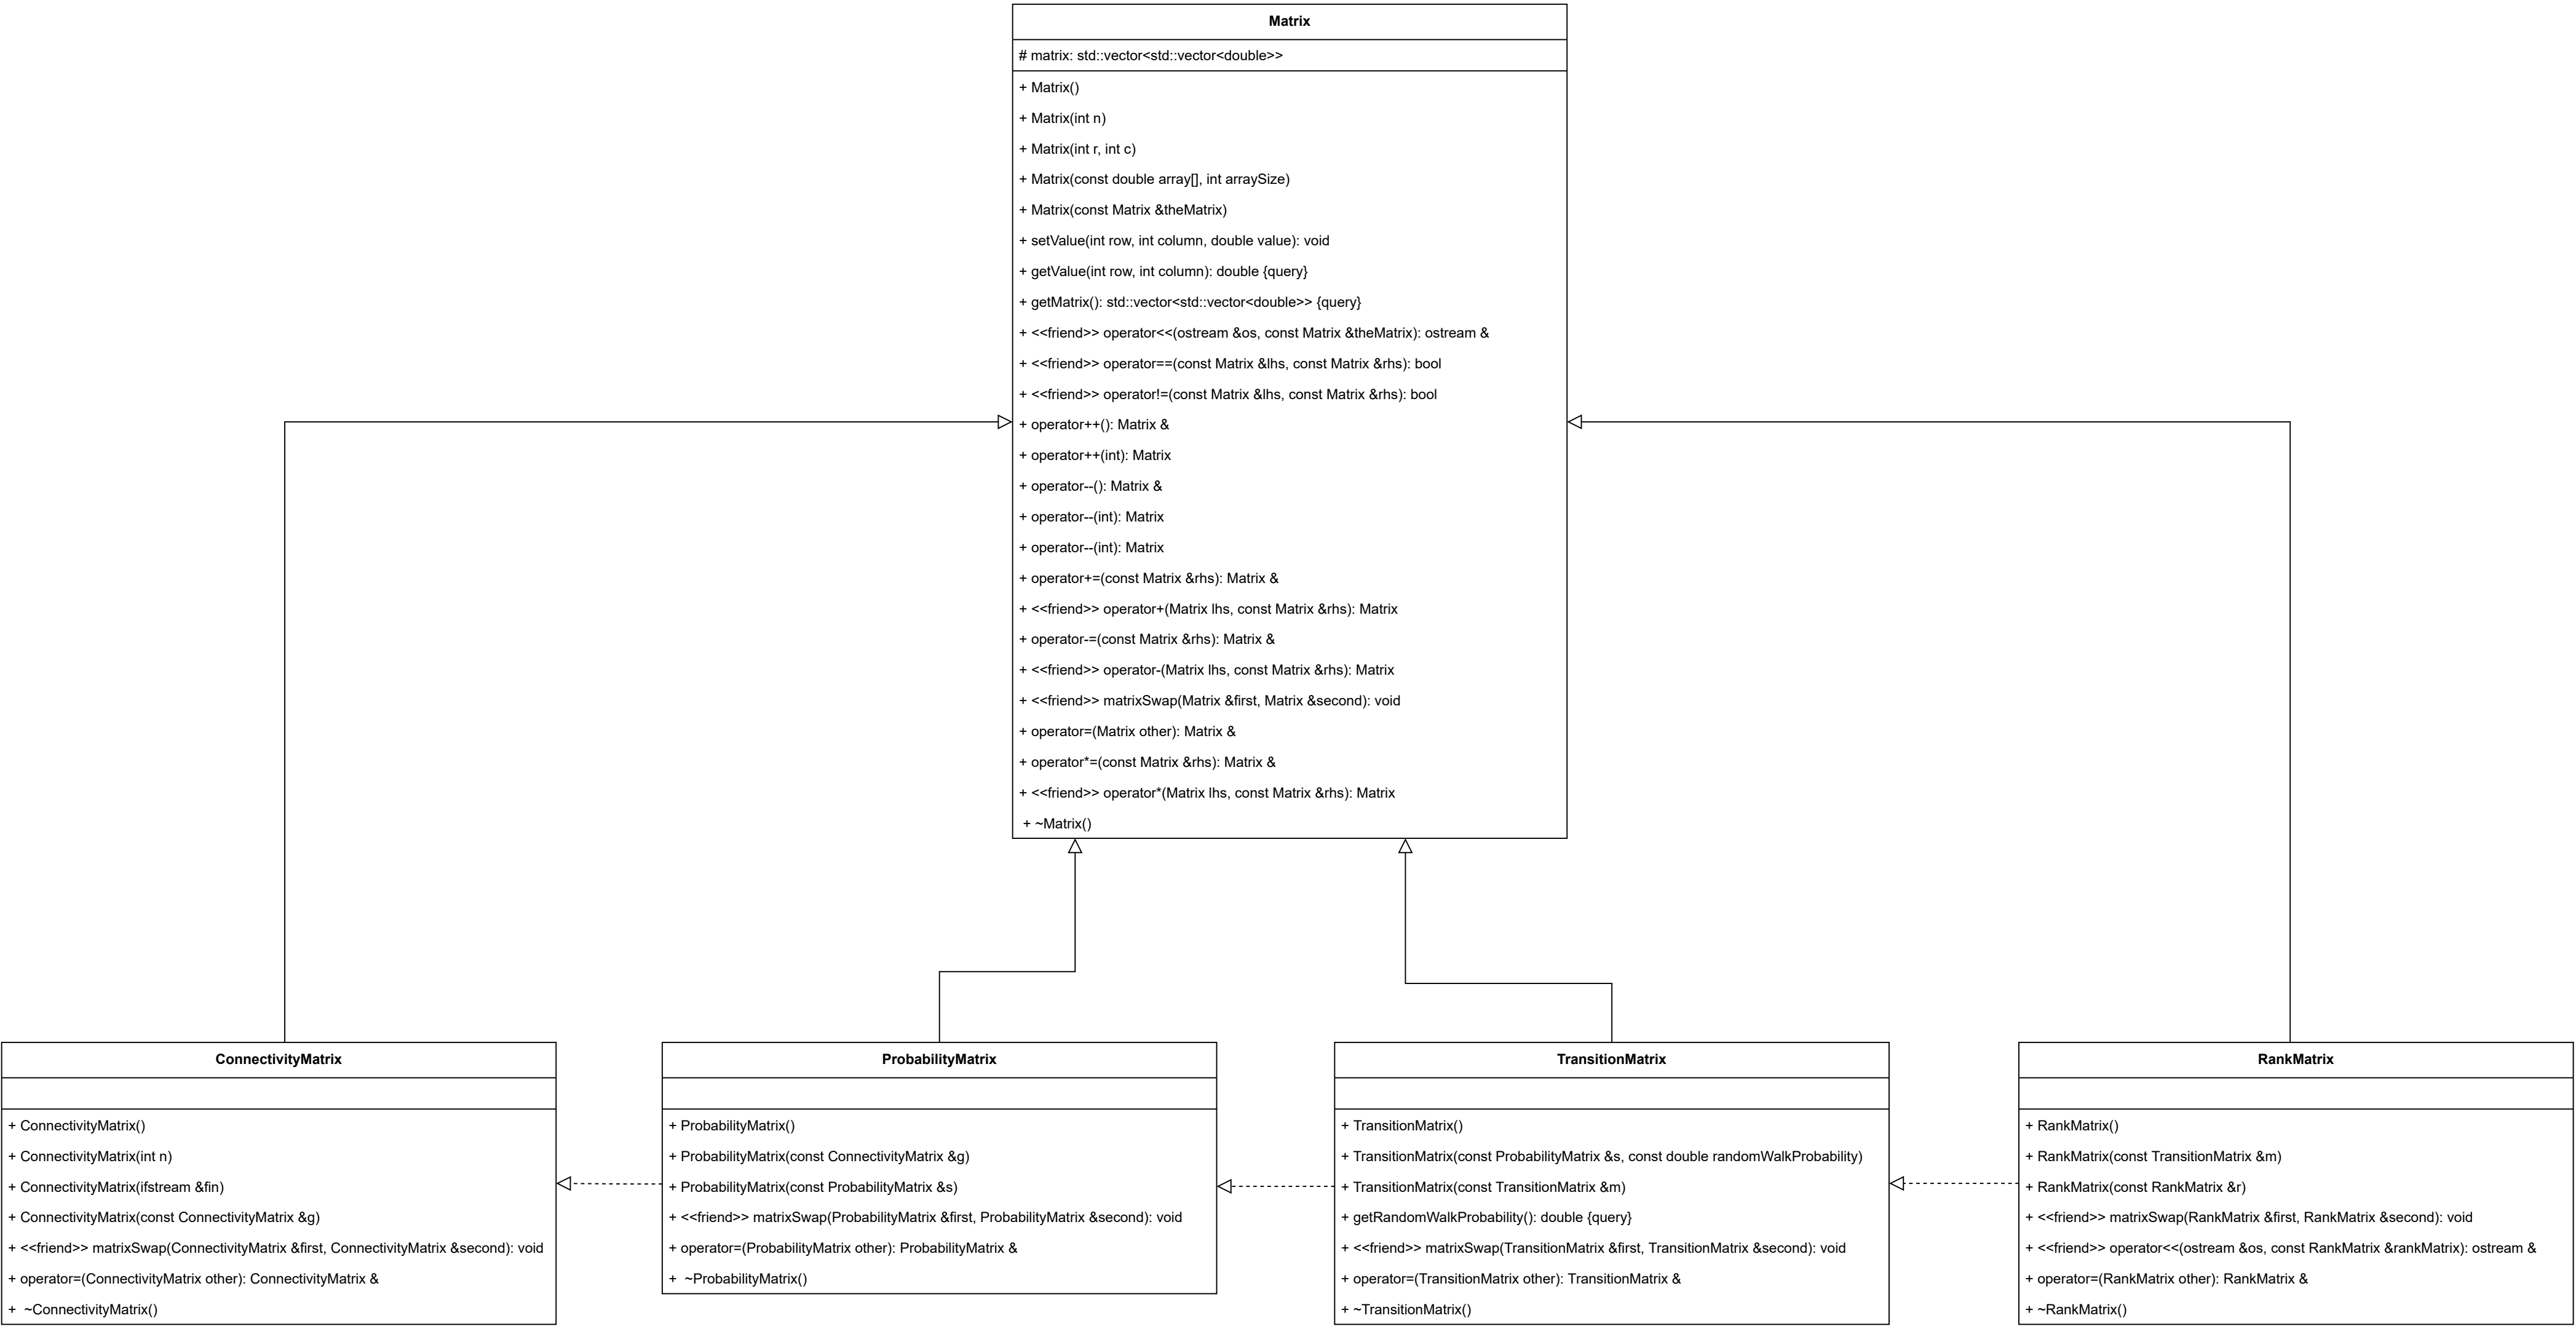 Matrix
# matrix: std::vector<std::vector<double>>
+ Matrix()
+ Matrix(int n)
+ Matrix(int r, int c)
+ Matrix(const double array[], int arraySize)
+ Matrix(const Matrix &theMatrix)
+ setValue(int row, int column, double value): void
+ getValue(int row, int column): double {query}
+ getMatrix(): std::vector<std::vector<double>> {query}
+ <<friend>> operator<<(ostream &os, const Matrix &theMatrix): ostream &
+ <<friend>> operator==(const Matrix &lhs, const Matrix &rhs): bool
+ <<friend>> operator!=(const Matrix &lhs, const Matrix &rhs): bool
+ operator++(): Matrix &
+ operator++(int): Matrix
+ operator--(): Matrix &
+ operator--(int): Matrix
+ operator--(int): Matrix
+ operator+=(const Matrix &rhs): Matrix &
+ <<friend>> operator+(Matrix lhs, const Matrix &rhs): Matrix
+ operator-=(const Matrix &rhs): Matrix &
+ <<friend>> operator-(Matrix lhs, const Matrix &rhs): Matrix
+ <<friend>> matrixSwap(Matrix &first, Matrix &second): void
+ operator=(Matrix other): Matrix &
+ operator*=(const Matrix &rhs): Matrix &
+ <<friend>> operator*(Matrix lhs, const Matrix &rhs): Matrix
+ ~Matrix()
ConnectivityMatrix
+ ConnectivityMatrix()
+ ConnectivityMatrix(int n)
+ ConnectivityMatrix(ifstream &fin)
+ ConnectivityMatrix(const ConnectivityMatrix &g)
+ <<friend>> matrixSwap(ConnectivityMatrix &first, ConnectivityMatrix &second): void
+ operator=(ConnectivityMatrix other): ConnectivityMatrix &
+ ~ConnectivityMatrix()
ProbabilityMatrix
+ ProbabilityMatrix()
+ ProbabilityMatrix(const ConnectivityMatrix &g)
+ ProbabilityMatrix(const ProbabilityMatrix &s)
+ <<friend>> matrixSwap(ProbabilityMatrix &first, ProbabilityMatrix &second): void
+ operator=(ProbabilityMatrix other): ProbabilityMatrix &
+ ~ProbabilityMatrix()
TransitionMatrix
+ TransitionMatrix()
+ TransitionMatrix(const ProbabilityMatrix &s, const double randomWalkProbability)
+ TransitionMatrix(const TransitionMatrix &m)
+ getRandomWalkProbability(): double {query}
+ <<friend>> matrixSwap(TransitionMatrix &first, TransitionMatrix &second): void
+ operator=(TransitionMatrix other): TransitionMatrix &
+ ~TransitionMatrix()
RankMatrix
+ RankMatrix()
+ RankMatrix(const TransitionMatrix &m)
+ RankMatrix(const RankMatrix &r)
+ <<friend>> matrixSwap(RankMatrix &first, RankMatrix &second): void
+ <<friend>> operator<<(ostream &os, const RankMatrix &rankMatrix): ostream &
+ operator=(RankMatrix other): RankMatrix &
+ ~RankMatrix()